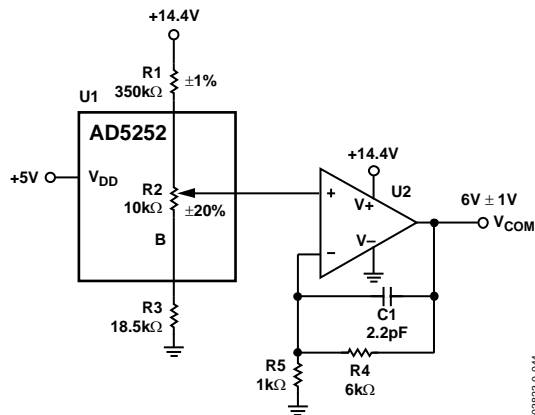 +14.4V
R1
350kΩ
±1%
U1
AD5252
+5V
VDD
R2
10kΩ
±20%
B
R3
18.5kΩ
+14.4V
U2
V+
V–
+
–
6V ± 1V
VCOM
C1
2.2pF
R5
1kΩ
R4
6kΩ